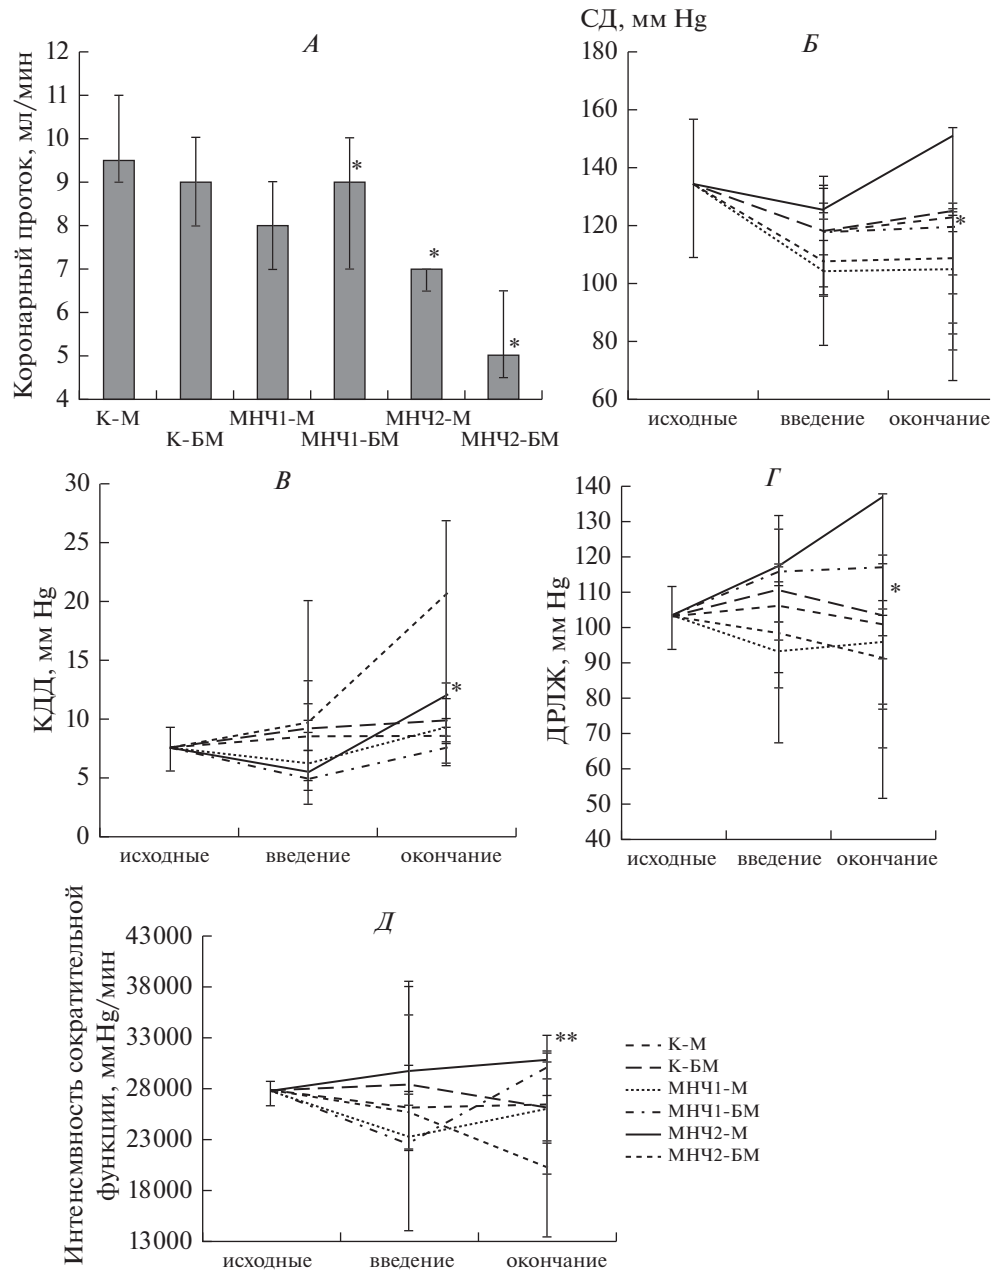 А
Коронарный проток, мл/мин
12
11
10
9
8
7
6
5
4
*
*
*
К-М
К-БМ
МНЧ1-М
МНЧ1-БМ
МНЧ2-М
МНЧ2-БМ
СД, мм Hg
Б
180
160
140
120
100
80
60
*
исходные введение окончание
В
КДД, мм Hg
30
25
20
15
10
5
0
*
исходные введение окончание
Г
ДРЛЖ, мм Hg
140
130
120
110
100
90
80
70
60
50
40
*
исходные введение окончание
Д
Интенсмвность сократительной
функции, ммHg/мин
43000
38000
33000
28000
23000
18000
13000
**
исходные введение окончание
К-М
К-БМ
МНЧ1-М
МНЧ1-БМ
МНЧ2-М
МНЧ2-БМ